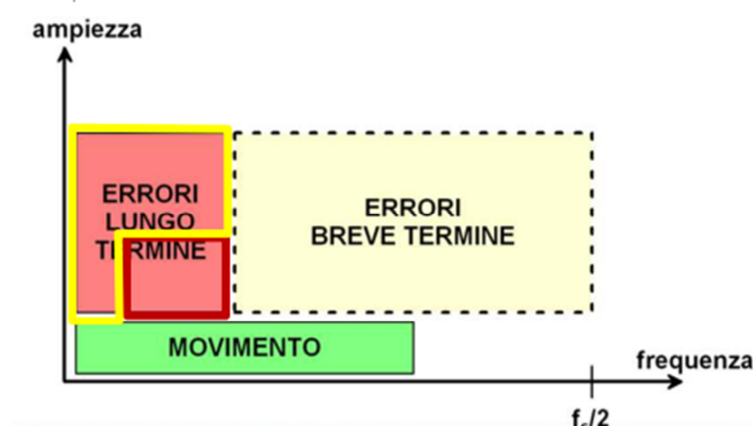 ampiezza
ERRORI
LUNGO
TERMINE
ERRORI
BREVE TERMINE
MOVIMENTO
frequenza